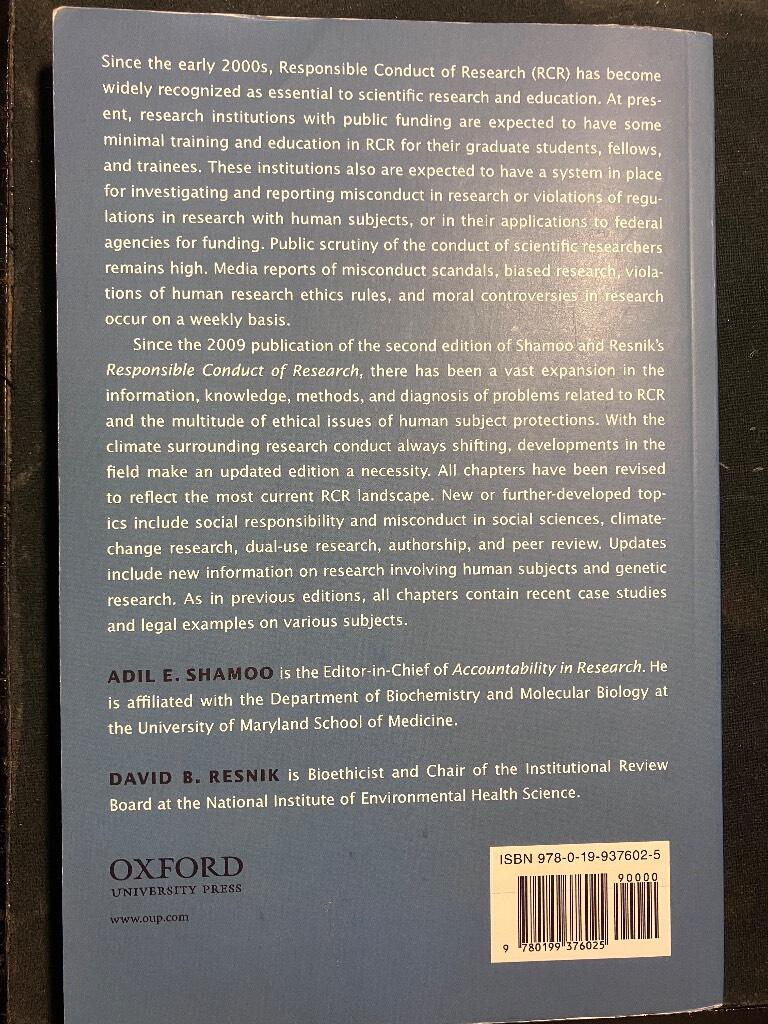 Since the early 2000s, Responsible Conduct of Research (RCR) has become
widely recognized as essential to scientific research and education. At pres-
ent, research institutions with public funding are expected to have some
minimal training and education in RCR for their graduate students, fellows,
and trainees. These institutions also are expected to have a system in place
for investigating and reporting misconduct in research or violations of regu-
lations in research with human subjects, or in their applications to federal
agencies for funding. Public scrutiny of the conduct of scientific researchers
remains high. Media reports of misconduct scandals, biased research, viola-
tions of human research ethics rules, and moral controversies in research
occur on a weekly basis.
Since the 2009 publication of the second edition of Shamoo and Resnik's
Responsible Conduct of Research, there has been a vast expansion in the
information, knowledge, methods, and diagnosis of problems related to RCR
and the multitude of ethical issues of human subject protections. With the
climate surrounding research conduct always shifting, developments in the
field make an updated edition a necessity. All chapters have been revised
to reflect the most current RCR landscape. New or further-developed top-
ics include social responsibility and misconduct in social sciences, climate-
change research, dual-use research, authorship, and peer review. Updates
include new information on research involving human subjects and genetic
research. As in previous editions, all chapters contain recent case studies
and legal examples on various subjects.
ADIL E. SHAMOO is the Editor-in-Chief of Accountability in Research. He
is affiliated with the Department of Biochemistry and Molecular Biology at
the University of Maryland School of Medicine.
DAVID B. RESNIK is Bioethicist and Chair of the Institutional Review
Board at the National Institute of Environmental Health Science.
OXFORD
UNIVERSITY PRESS
www.oup.com
ISBN 978-0-19-937602-5
90000
9 780199 376025